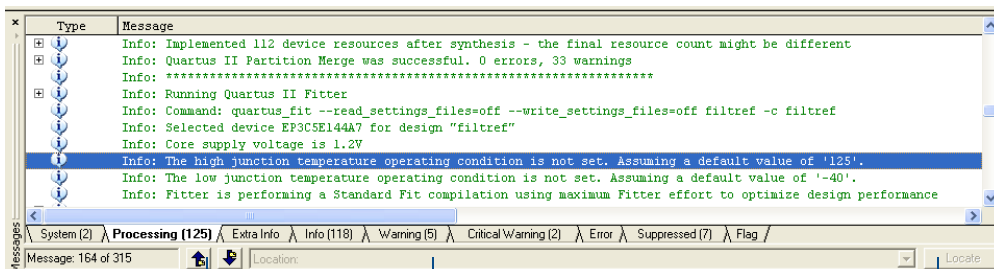 Type Message
Info: Implemented 112 device resources after synthesis - the final resource count might be different
Info: Quartus II Partition Merge was successful. 0 errors, 33 warnings
Info: ****************************************************************
Info: Running Quartus II Fitter
Info: Command: quartus_fit --read_settings_files=off --write_settings_files=off filtref -c filtref
Info: Selected device EP3C5E144A7 for design "filtref"
Info: Core supply voltage is 1.2V
Info: The high junction temperature operating condition is not set. Assuming a default value of '125'.
Info: The low junction temperature operating condition is not set. Assuming a default value of '-40'.
Info: Fitter is performing a Standard Fit compilation using maximum Fitter effort to optimize design performance
System (2) Processing (125) Extra Info Info (118) Warning (5) Critical Warning (2) Error Suppressed (7) Flag
Messages
Message: 164 of 315 Location: Locate